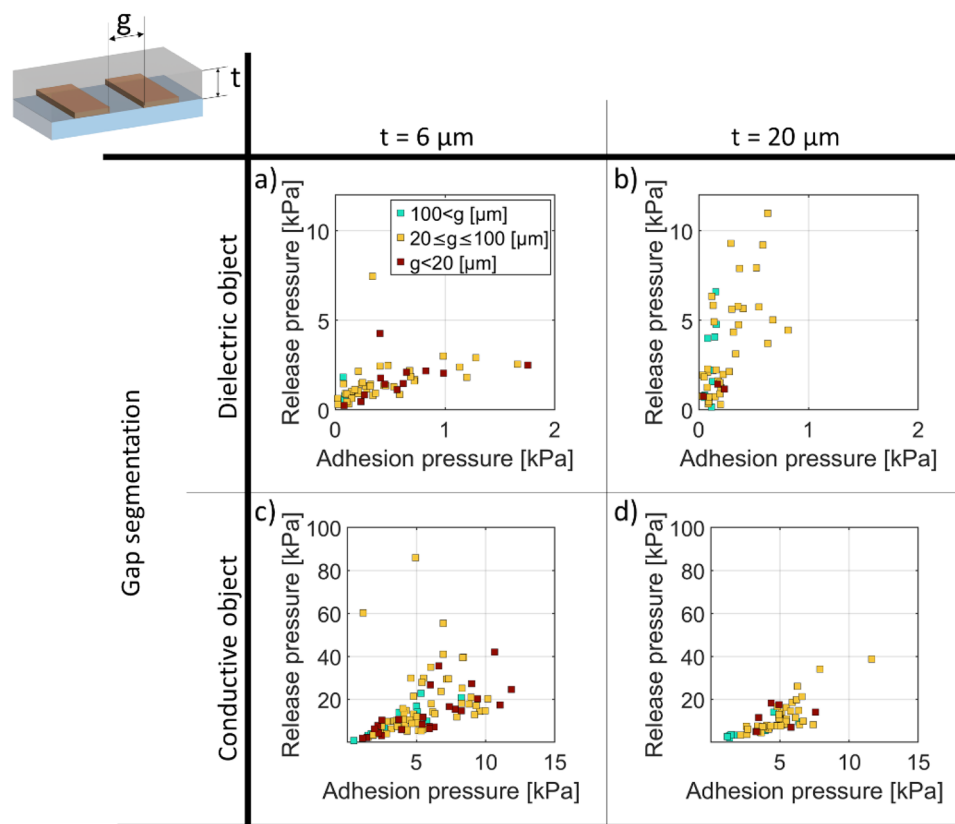 g
t
t = 6 µm
t = 20 µm
Gap segmentation
Dielectric object
Conductive object
a)
Release pressure [kPa]
10
5
0
100<g [µm]
20≤g≤100 [µm]
g<20 [µm]
0
1
2
Adhesion pressure [kPa]
b)
Release pressure [kPa]
10
5
0
0
1
2
Adhesion pressure [kPa]
c)
Release pressure [kPa]
100
80
60
40
20
5
10
15
Adhesion pressure [kPa]
d)
Release pressure [kPa]
100
80
60
40
20
5
10
15
Adhesion pressure [kPa]